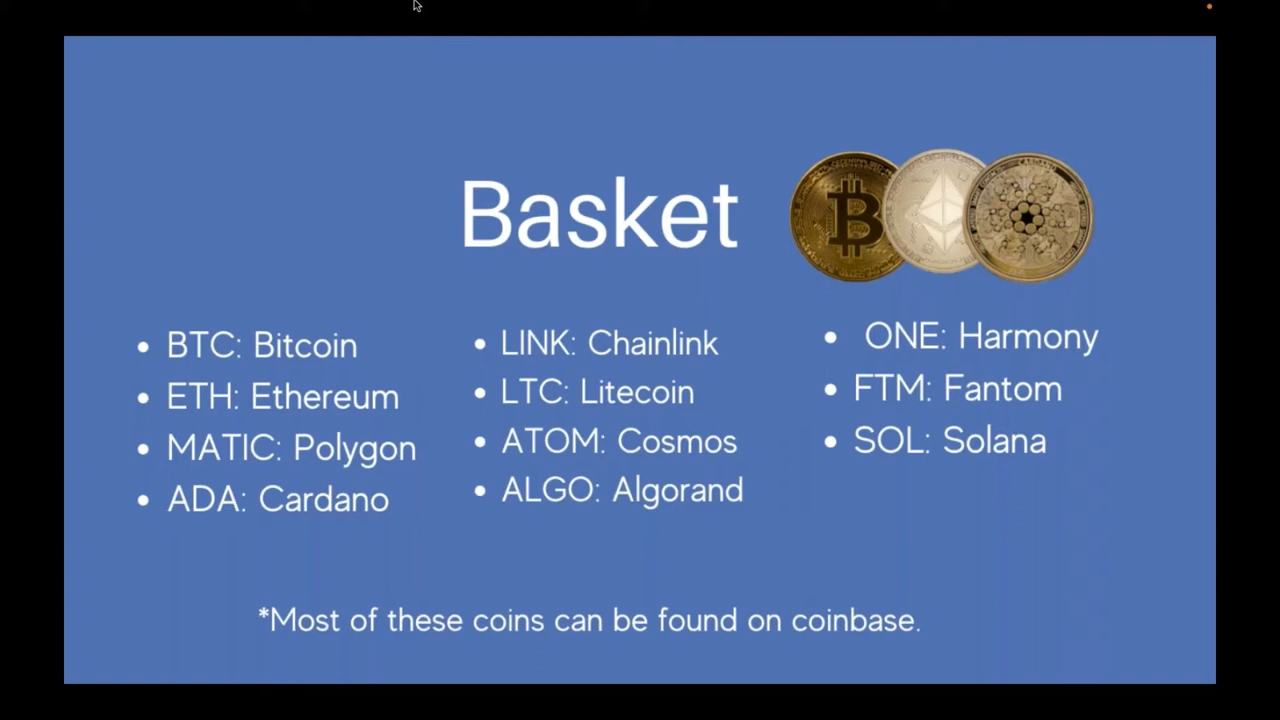 Basket
• BTC: Bitcoin
• ETH: Ethereum
• MATIC: Polygon
• ADA: Cardano
• LINK: Chainlink
• LTC: Litecoin
• ATOM: Cosmos
• ALGO: Algorand
• ONE: Harmony
• FTM: Fantom
• SOL: Solana
*Most of these coins can be found on coinbase.